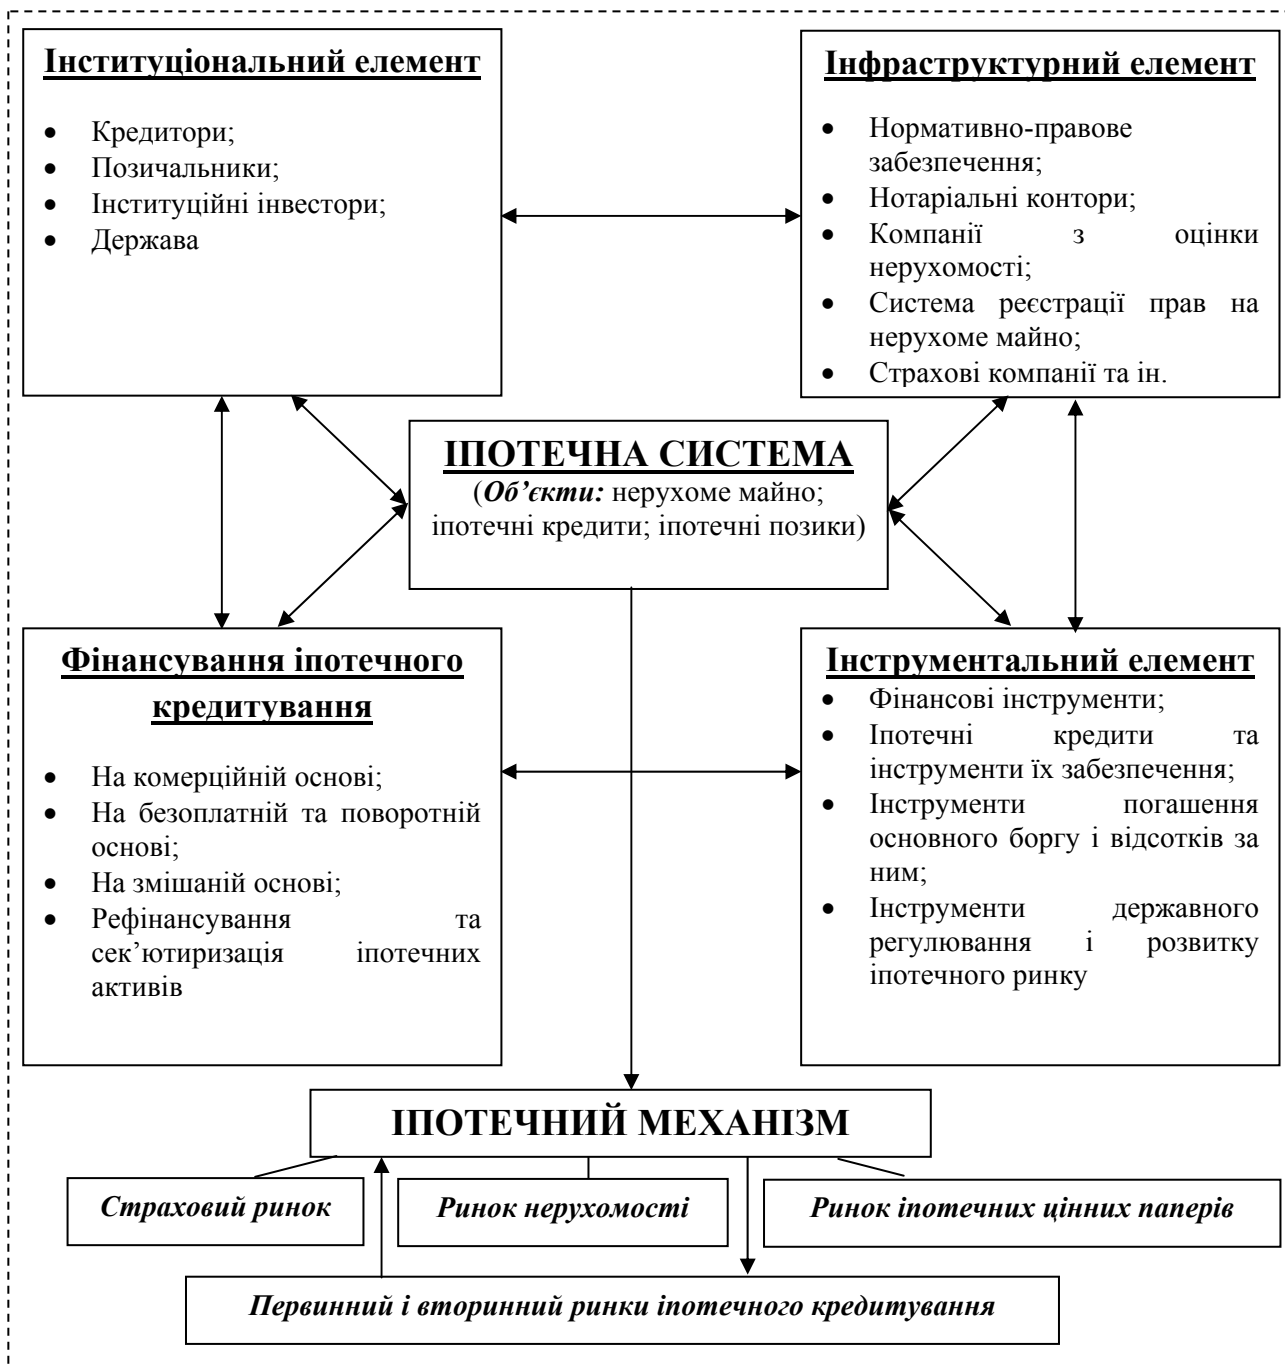 Інституціональний елемент
• Кредитори;
• Позичальники;
• Інституційні інвестори;
• Держава
Інфраструктурний елемент
• Нормативно-правове
забезпечення;
• Нотаріальні контори;
• Компанії з оцінки
нерухомості;
• Система реєстрації прав на
нерухоме майно;
• Страхові компанії та ін.
ІПОТЕЧНА СИСТЕМА
(Об’єкти: нерухоме майно;
іпотечні кредити; іпотечні позики)
Фінансування іпотечного
кредитування
• На комерційній основі;
• На безоплатній та поворотній
основі;
• На змішаній основі;
• Рефінансування та
сек’ютиризація іпотечних
активів
Інструментальний елемент
• Фінансові інструменти;
• Іпотечні кредити та
інструменти їх забезпечення;
• Інструменти погашення
основного боргу і відсотків за
ним;
• Інструменти державного
регулювання і розвитку
іпотечного ринку
ІПОТЕЧНИЙ МЕХАНІЗМ
Страховий ринок
Ринок нерухомості
Ринок іпотечних цінних паперів
Первинний і вторинний ринки іпотечного кредитування